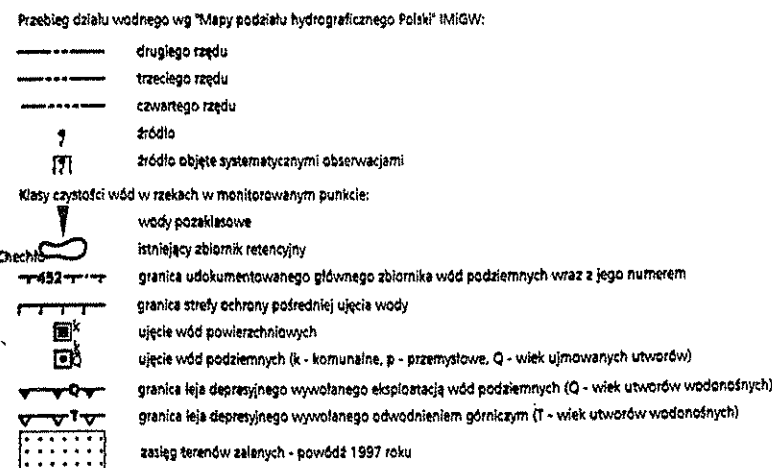 Przebieg działu wodnego wg "Mapy podziału hydrograficznego Polski" IMiGW:
drugiego rzędu
trzeciego rzędu
czwartego rzędu
źródło
źródło objęte systematycznymi obserwacjami
Klasy czystości wód w rzekach w monitorowanym punkcie:
wody pozaklasowe
Chechło istniejący zbiornik retencyjny
452 granica udokumentowanego głównego zbiornika wód podziemnych wraz z jego numerem
granica strefy ochrony pośredniej ujęcia wody
k ujęcie wód powierzchniowych
k Q ujęcie wód podziemnych (k - komunalne, p - przemysłowe, Q - wiek ujmowanych utworów)
Q granica leja depresyjnego wywołanego eksploatacją wód podziemnych (Q - wiek utworów wodonośnych)
T granica leja depresyjnego wywołanego odwodnieniem górniczym (T - wiek utworów wodonośnych)
zasięg terenów zalanych - powódź 1997 roku